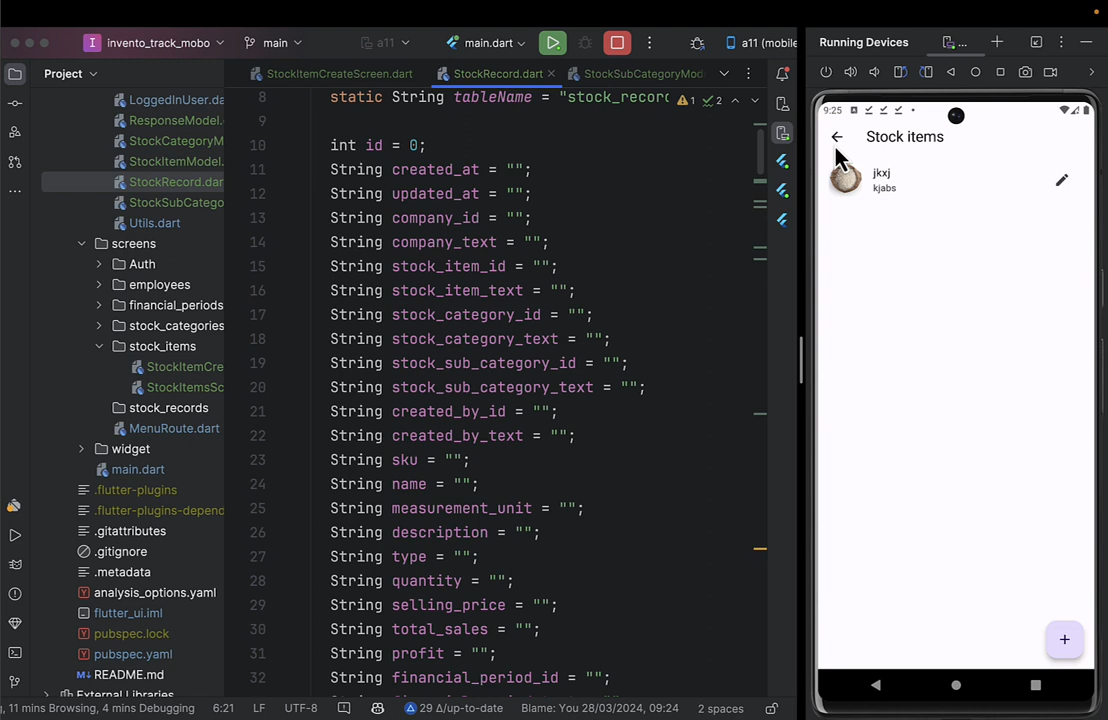 I invento_track_mobo main a11 main.dart a11 (mobile Running Devices ...
Project StockItemCreateScreen.dart StockRecord.dart StockSubCategoryMod
8 static String tableName = "stock_record 1 2
9
10 int id = 0;
11 String created_at = "";
12 String updated_at = "";
13 String company_id = "";
14 String company_text = "";
15 String stock_item_id = "";
16 String stock_item_text = "";
17 String stock_category_id = "";
18 String stock_category_text = "";
19 String stock_sub_category_id = "";
20 String stock_sub_category_text = "";
21 String created_by_id = "";
22 String created_by_text = "";
23 String sku = "";
24 String name = "";
25 String measurement_unit = "";
26 String description = "";
27 String type = "";
28 String quantity = "";
29 String selling_price = "";
30 String total_sales = "";
31 String profit = "";
32 String financial_period_id = "";
LoggedInUser.da
ResponseModel.
StockCategoryM
StockItemModel.
StockRecord.dar
StockSubCatego
Utils.dart
screens
Auth
employees
financial_periods
stock_categories
stock_items
StockItemCre
StockItemsSc
stock_records
MenuRoute.dart
widget
main.dart
.flutter-plugins
.flutter-plugins-depend
.gitattributes
.gitignore
.metadata
analysis_options.yaml
flutter_ui.iml
pubspec.lock
pubspec.yaml
M↓ README.md
External Libraries
9:25
Stock items
jkxj
kjabs
+
, 11 mins Browsing, 4 mins Debugging 6:21 LF UTF-8 29 Δ/up-to-date Blame: You 28/03/2024, 09:24 2 spaces